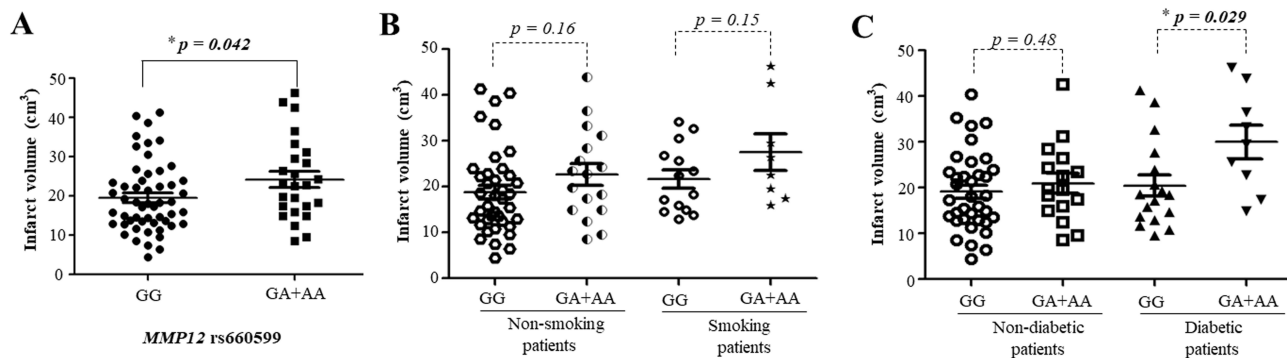 A
* p = 0.042
Infarct volume (cm3)
50
40
30
20
10
0
GG GA+AA
MMP12 rs660599
B
p = 0.16 p = 0.15
Infarct volume (cm3)
50
40
30
20
10
0
GG GA+AA GG GA+AA
Non-smoking patients
Smoking patients
C
p = 0.48 * p = 0.029
Infarct volume (cm3)
50
40
30
20
10
0
GG GA+AA GG GA+AA
Non-diabetic patients
Diabetic patients